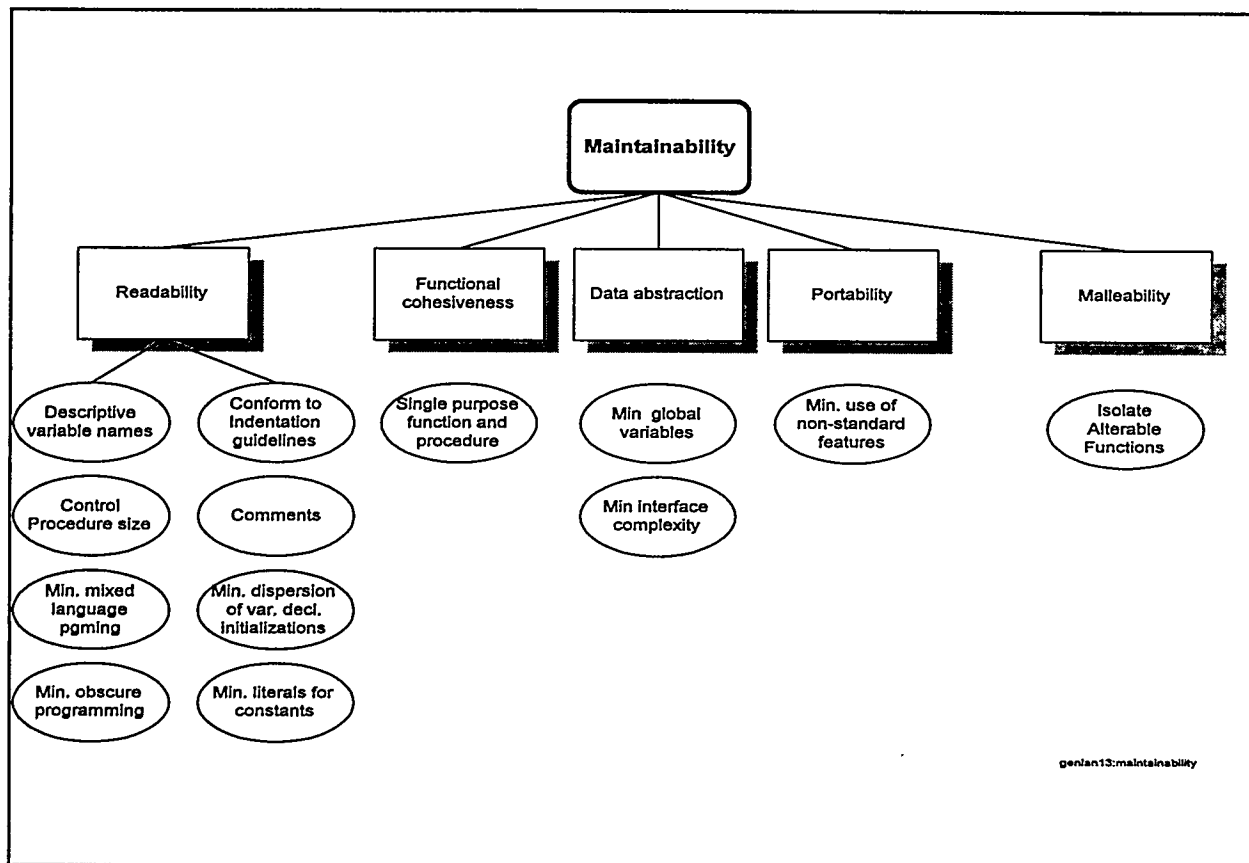 Maintainability
Readability
Functional
cohesiveness
Data abstraction
Portability
Malleability
Descriptive
variable names
Conform to
Indentation
guidelines
Single purpose
function and
procedure
Min global
variables
Min. use of
non-standard
features
Isolate
Alterable
Functions
Control
Procedure size
Comments
Min interface
complexity
Min. mixed
language
pgming
Min. dispersion
of var. decl.
initializations
Min. obscure
programming
Min. literals for
constants
genlan13:maintainability